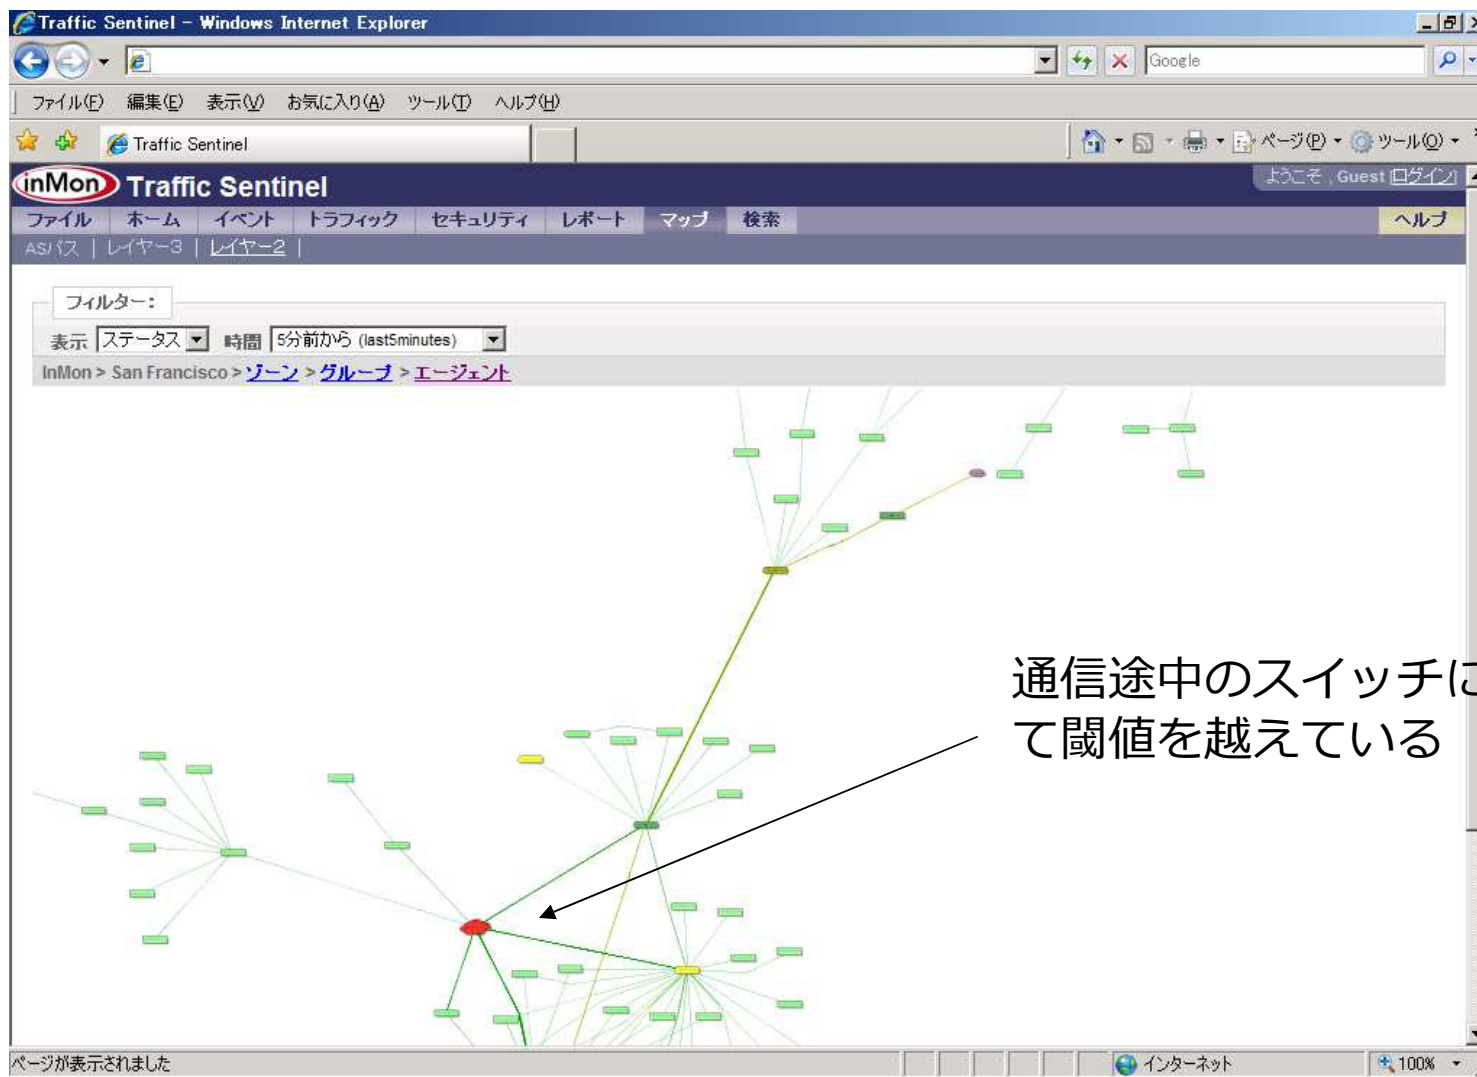 Traffic Sentinel - Windows Internet Explorer
Google
ファイル(F) 編集(E) 表示(V) お気に入り(A) ツール(T) ヘルプ(H)
Traffic Sentinel
ページ(P) ツール(O)
inMon Traffic Sentinel
ようこそ , Guest [ログイン]
ファイル ホーム イベント トラフィック セキュリティ レポート マップ 検索 ヘルプ
ASパス | レイヤー3 | レイヤー2 |
フィルター:
表示 ステータス 時間 5分前から (last5minutes)
InMon > San Francisco > ゾーン > グループ > エージェント
通信途中のスイッチに
て閾値を越えている
ページが表示されました インターネット 100%